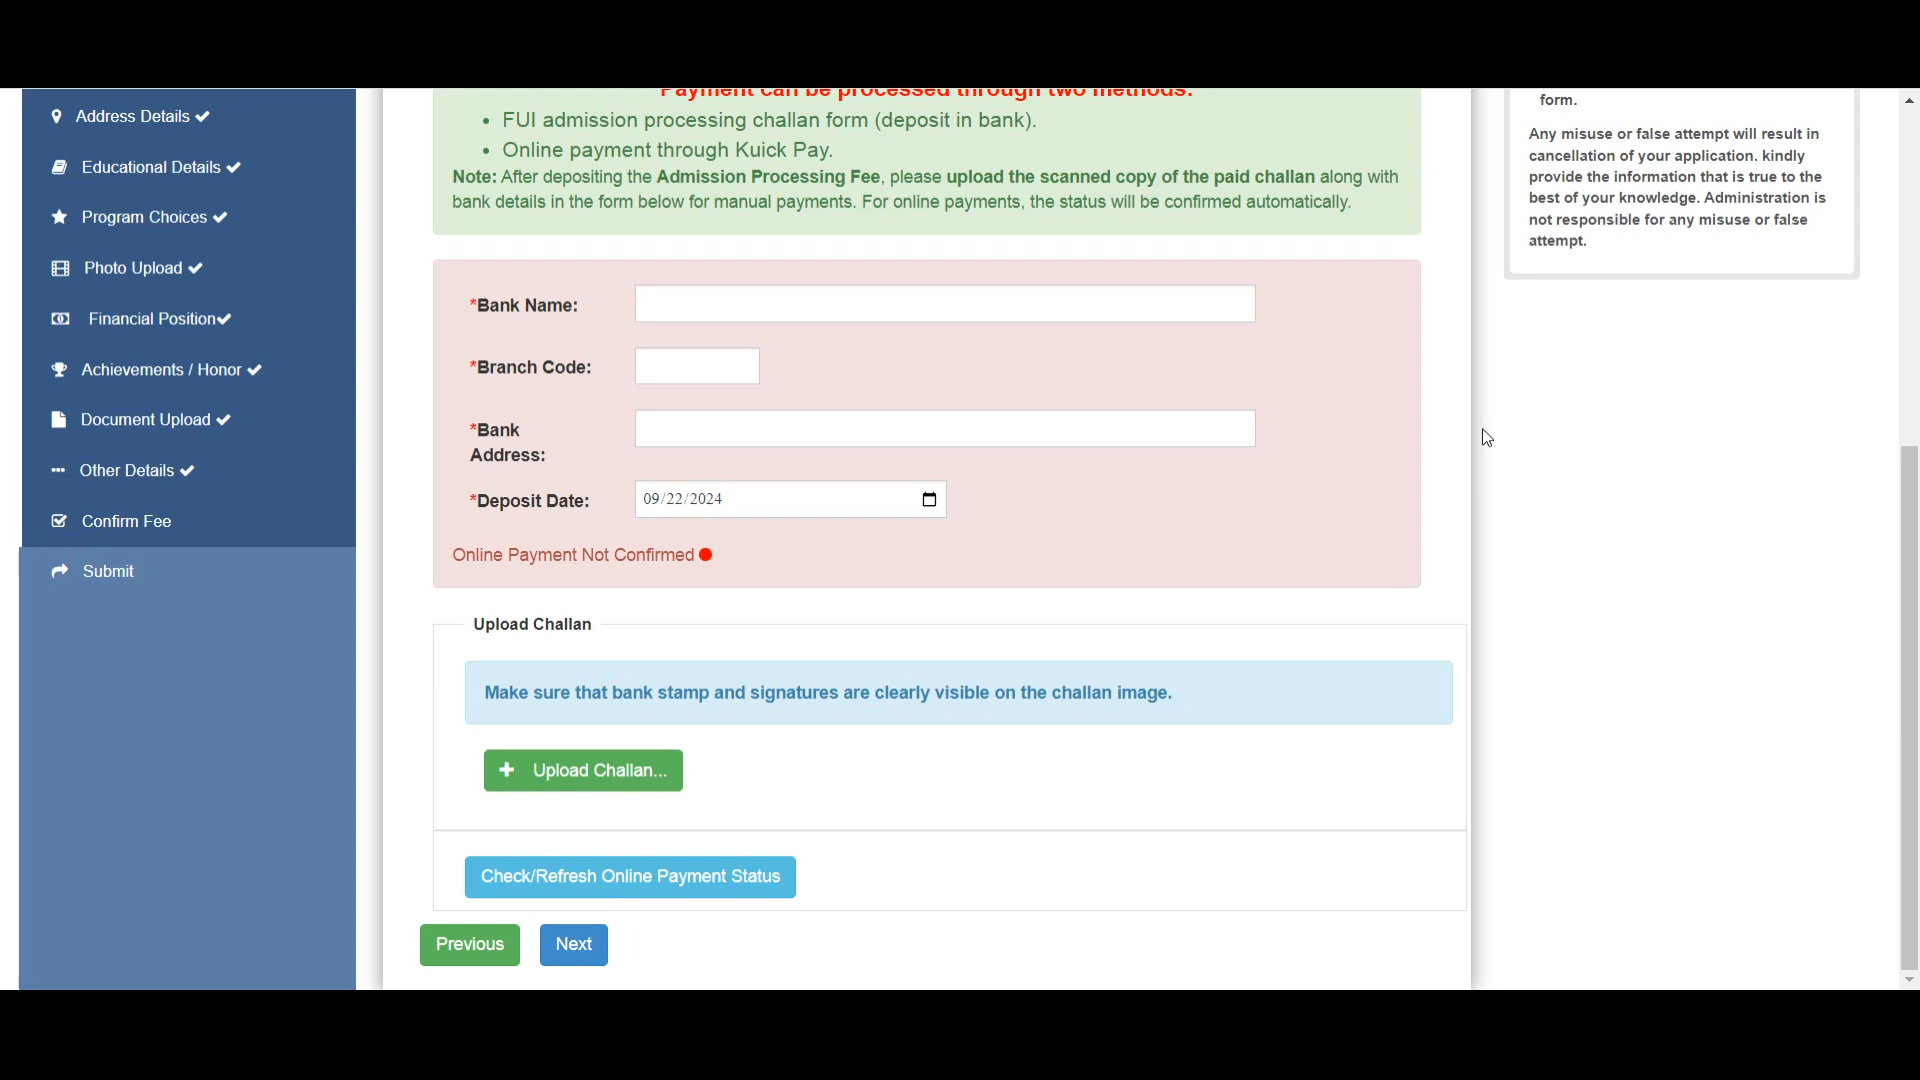 Address Details
Educational Details
Program Choices
Photo Upload
Financial Position
Achievements / Honor
Document Upload
Other Details
Confirm Fee
Submit
Payment can be processed through two methods:
FUI admission processing challan form (deposit in bank).
Online payment through Kuick Pay.
Note: After depositing the Admission Processing Fee, please upload the scanned copy of the paid challan along with
bank details in the form below for manual payments. For online payments, the status will be confirmed automatically.
*Bank Name:
*Branch Code:
*Bank
Address:
*Deposit Date:
09/22/2024
Online Payment Not Confirmed
Upload Challan
Make sure that bank stamp and signatures are clearly visible on the challan image.
Upload Challan...
Check/Refresh Online Payment Status
Previous
Next
form.
Any misuse or false attempt will result in
cancellation of your application. kindly
provide the information that is true to the
best of your knowledge. Administration is
not responsible for any misuse or false
attempt.